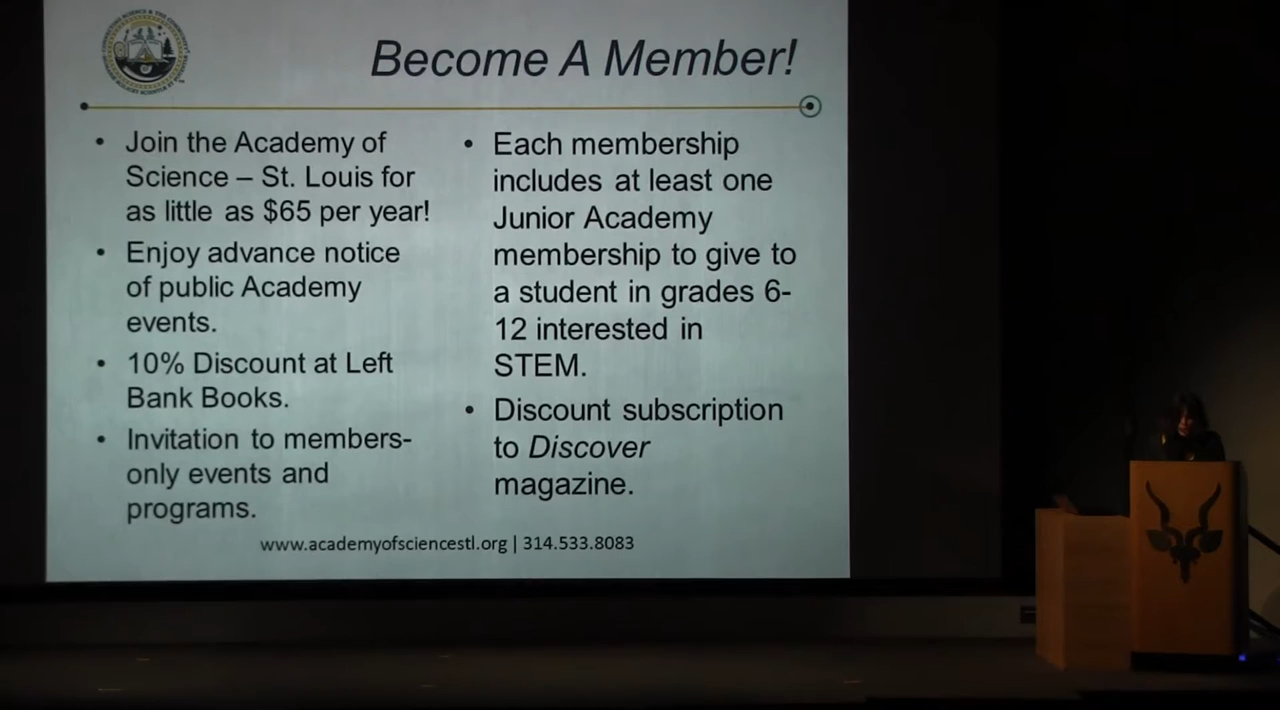 Become A Member!
• Join the Academy of
Science – St. Louis for
as little as $65 per year!
• Enjoy advance notice
of public Academy
events.
• 10% Discount at Left
Bank Books.
• Invitation to members-
only events and
programs.
• Each membership
includes at least one
Junior Academy
membership to give to
a student in grades 6-
12 interested in
STEM.
• Discount subscription
to Discover
magazine.
www.academyofsciencestl.org | 314.533.8083